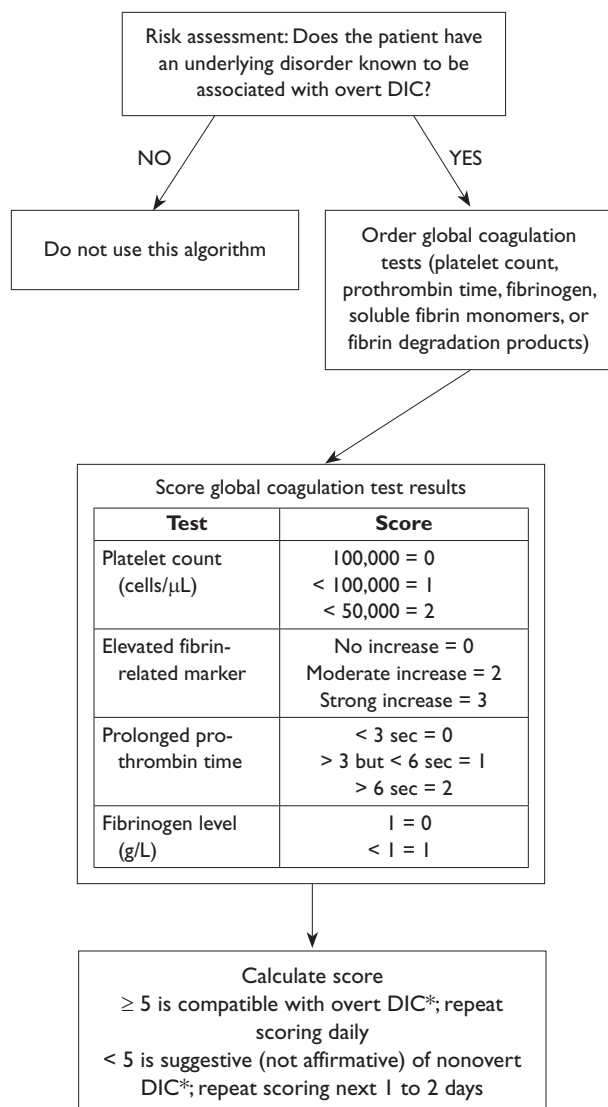 Risk assessment: Does the patient have
an underlying disorder known to be
associated with overt DIC?
NO
YES
Do not use this algorithm
Order global coagulation
tests (platelet count,
prothrombin time, fibrinogen,
soluble fibrin monomers, or
fibrin degradation products)
Score global coagulation test results
Test Score
Platelet count
(cells/μL)
100,000 = 0
< 100,000 = 1
< 50,000 = 2
Elevated fibrin-
related marker
No increase = 0
Moderate increase = 2
Strong increase = 3
Prolonged pro-
thrombin time
< 3 sec = 0
> 3 but < 6 sec = 1
> 6 sec = 2
Fibrinogen level
(g/L)
1 = 0
< 1 = 1
Calculate score
≥ 5 is compatible with overt DIC*; repeat
scoring daily
< 5 is suggestive (not affirmative) of nonovert
DIC*; repeat scoring next 1 to 2 days